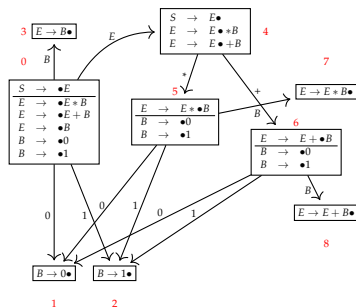 3
E → B●
S → E●
E → E● *B
E → E● +B
4
0
B
E
7
S → ●E
E → ●E * B
E → ●E + B
E → ●B
B → ●0
B → ●1
*
+
B
5
E → E * ●B
B → ●0
B → ●1
E → E * B●
6
E → E + ●B
B → ●0
B → ●1
0
1
0
1
0
1
B
E → E + B●
8
B → 0●
B → 1●
1
2